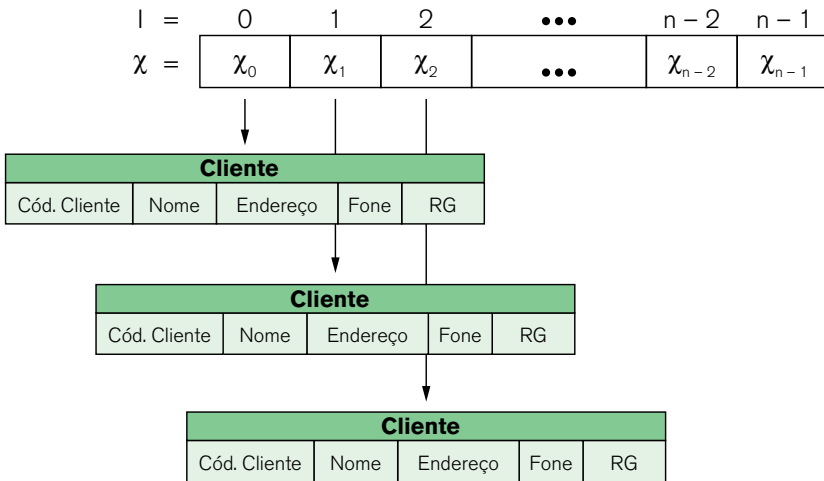 I = 0 1 2 ••• n – 2 n – 1
χ = χ₀ χ₁ χ₂ ••• χₙ₋₂ χₙ₋₁
Cliente
Cód. Cliente Nome Endereço Fone RG
Cliente
Cód. Cliente Nome Endereço Fone RG
Cliente
Cód. Cliente Nome Endereço Fone RG